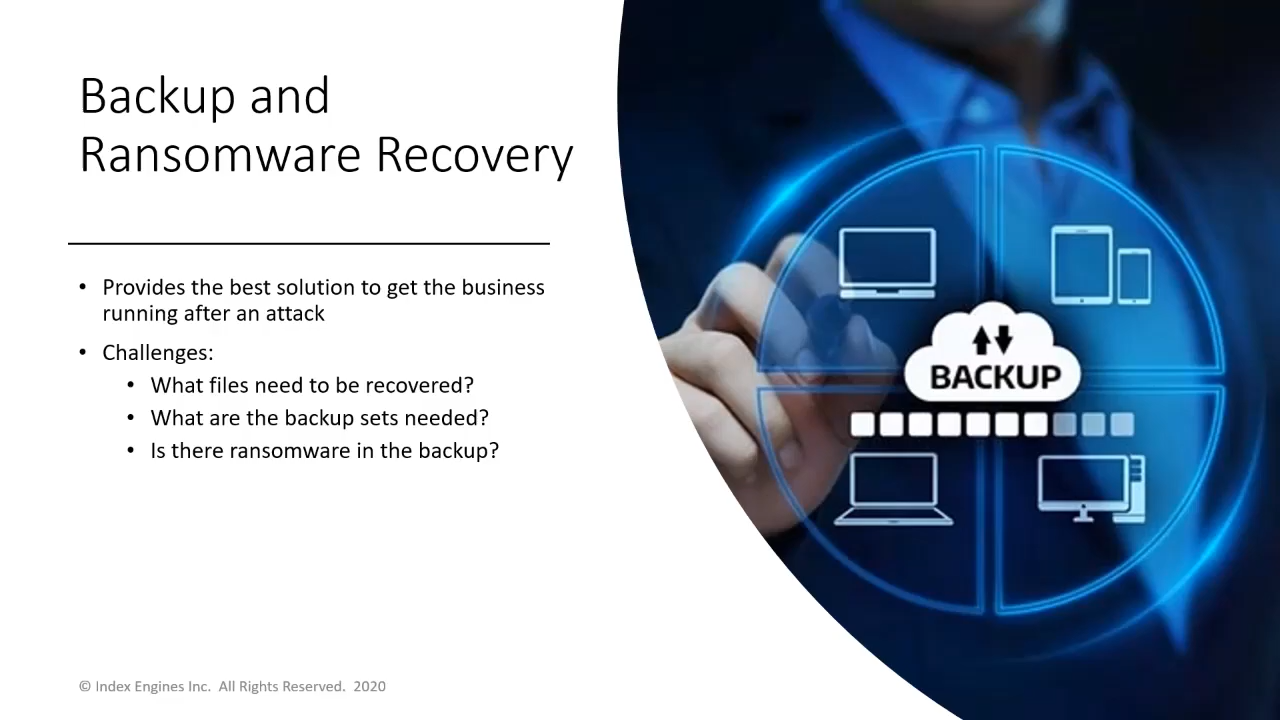 Backup and
Ransomware Recovery
• Provides the best solution to get the business
running after an attack
• Challenges:
• What files need to be recovered?
• What are the backup sets needed?
• Is there ransomware in the backup?
BACKUP
© Index Engines Inc. All Rights Reserved. 2020